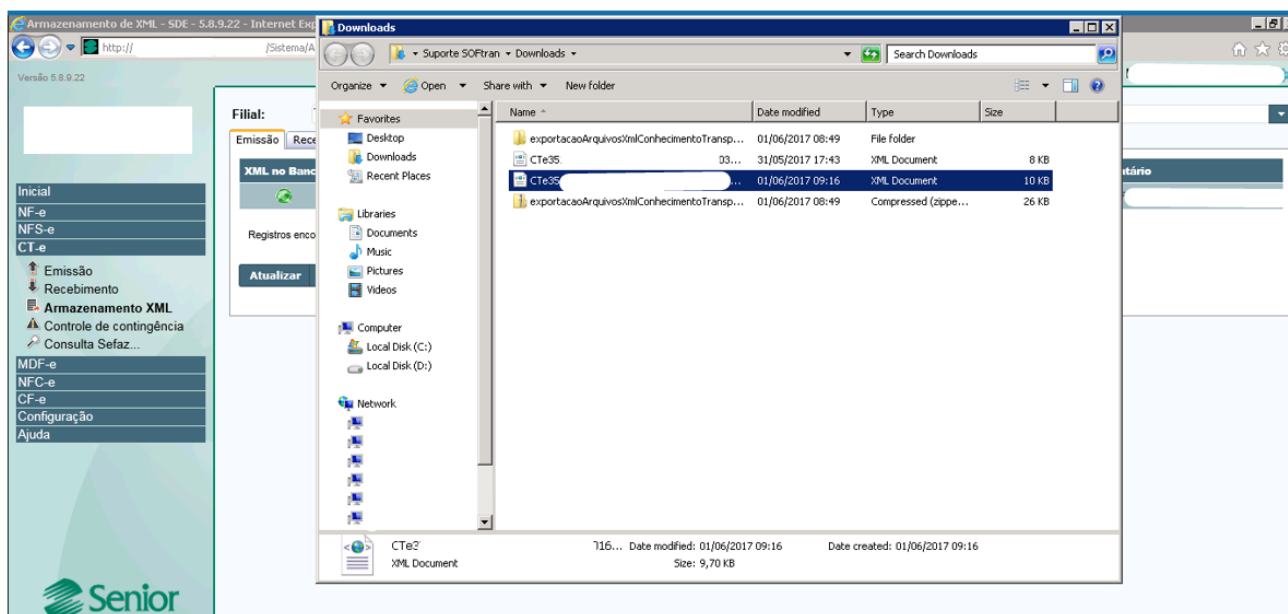 Armazenamento de XML - SDE - 5.8.9.22 - Internet Exp
http://
/Sistema/A
Versão 5.8.9.22
Inicial
NF-e
NFS-e
CT-e
Emissão
Recebimento
Armazenamento XML
Controle de contingência
Consulta Sefaz...
MDF-e
NFC-e
CF-e
Configuração
Ajuda
Senior
Filial:
Emissão Rece
XML no Banc
Registros enco
Atualizar
utário
Downloads
Suporte SOFtran Downloads
Search Downloads
Organize Open Share with New folder
Favorites
Desktop
Downloads
Recent Places
Libraries
Documents
Music
Pictures
Videos
Computer
Local Disk (C:)
Local Disk (D:)
Network
Name Date modified Type Size
exportacaoArquivosXmlConhecimentoTransp... 01/06/2017 08:49 File folder
CTe35 03... 31/05/2017 17:43 XML Document 8 KB
CTe35 ... 01/06/2017 09:16 XML Document 10 KB
exportacaoArquivosXmlConhecimentoTransp... 01/06/2017 08:49 Compressed (zippe... 26 KB
CTe3 716... Date modified: 01/06/2017 09:16 Date created: 01/06/2017 09:16
XML Document Size: 9,70 KB